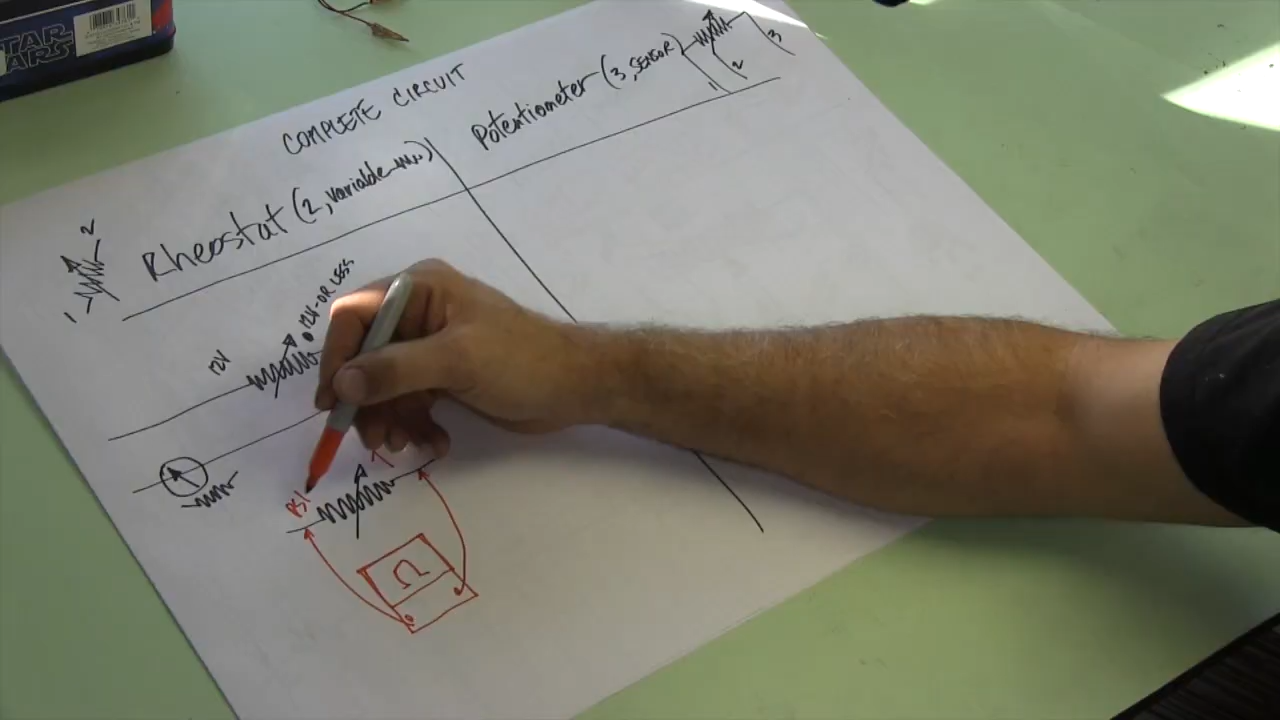 STAR
WARS
COMPLETE CIRCUIT
Rheostat (2, variable
Potentiometer (3, SENSOR)
1 2
1 2 3
12V
12V-OR LESS
PSI
Ω